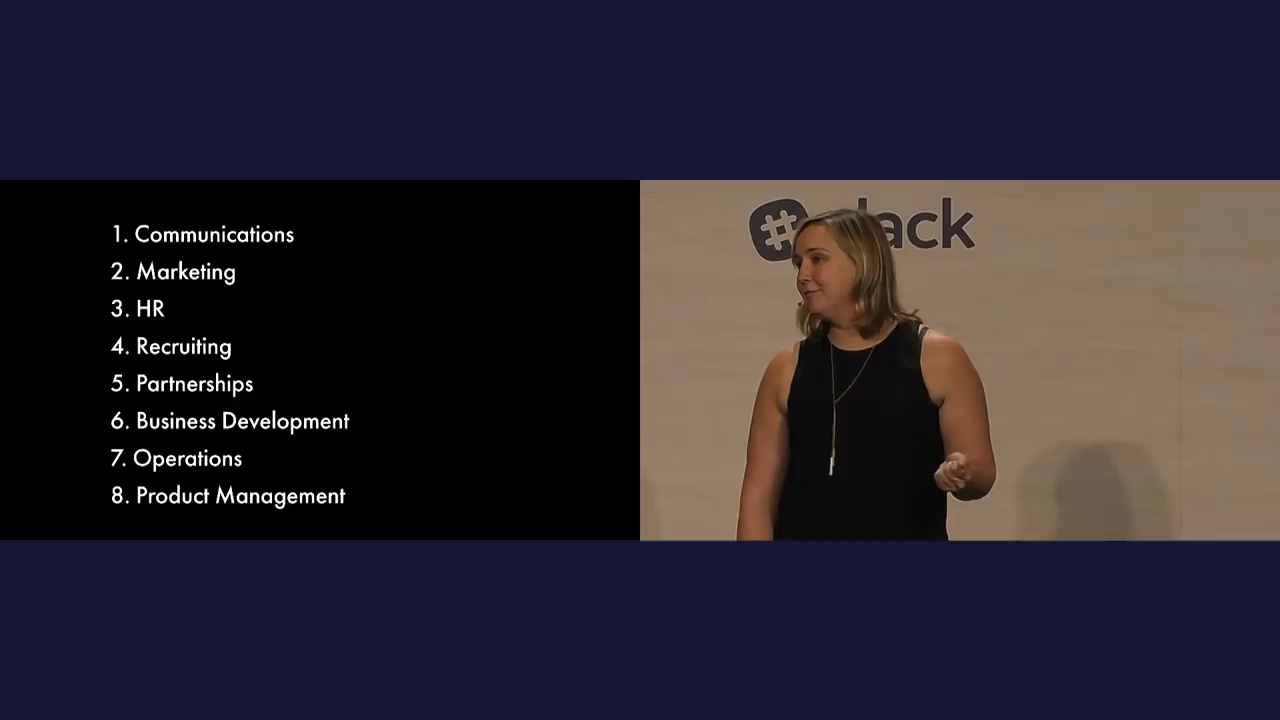 1. Communications
2. Marketing
3. HR
4. Recruiting
5. Partnerships
6. Business Development
7. Operations
8. Product Management